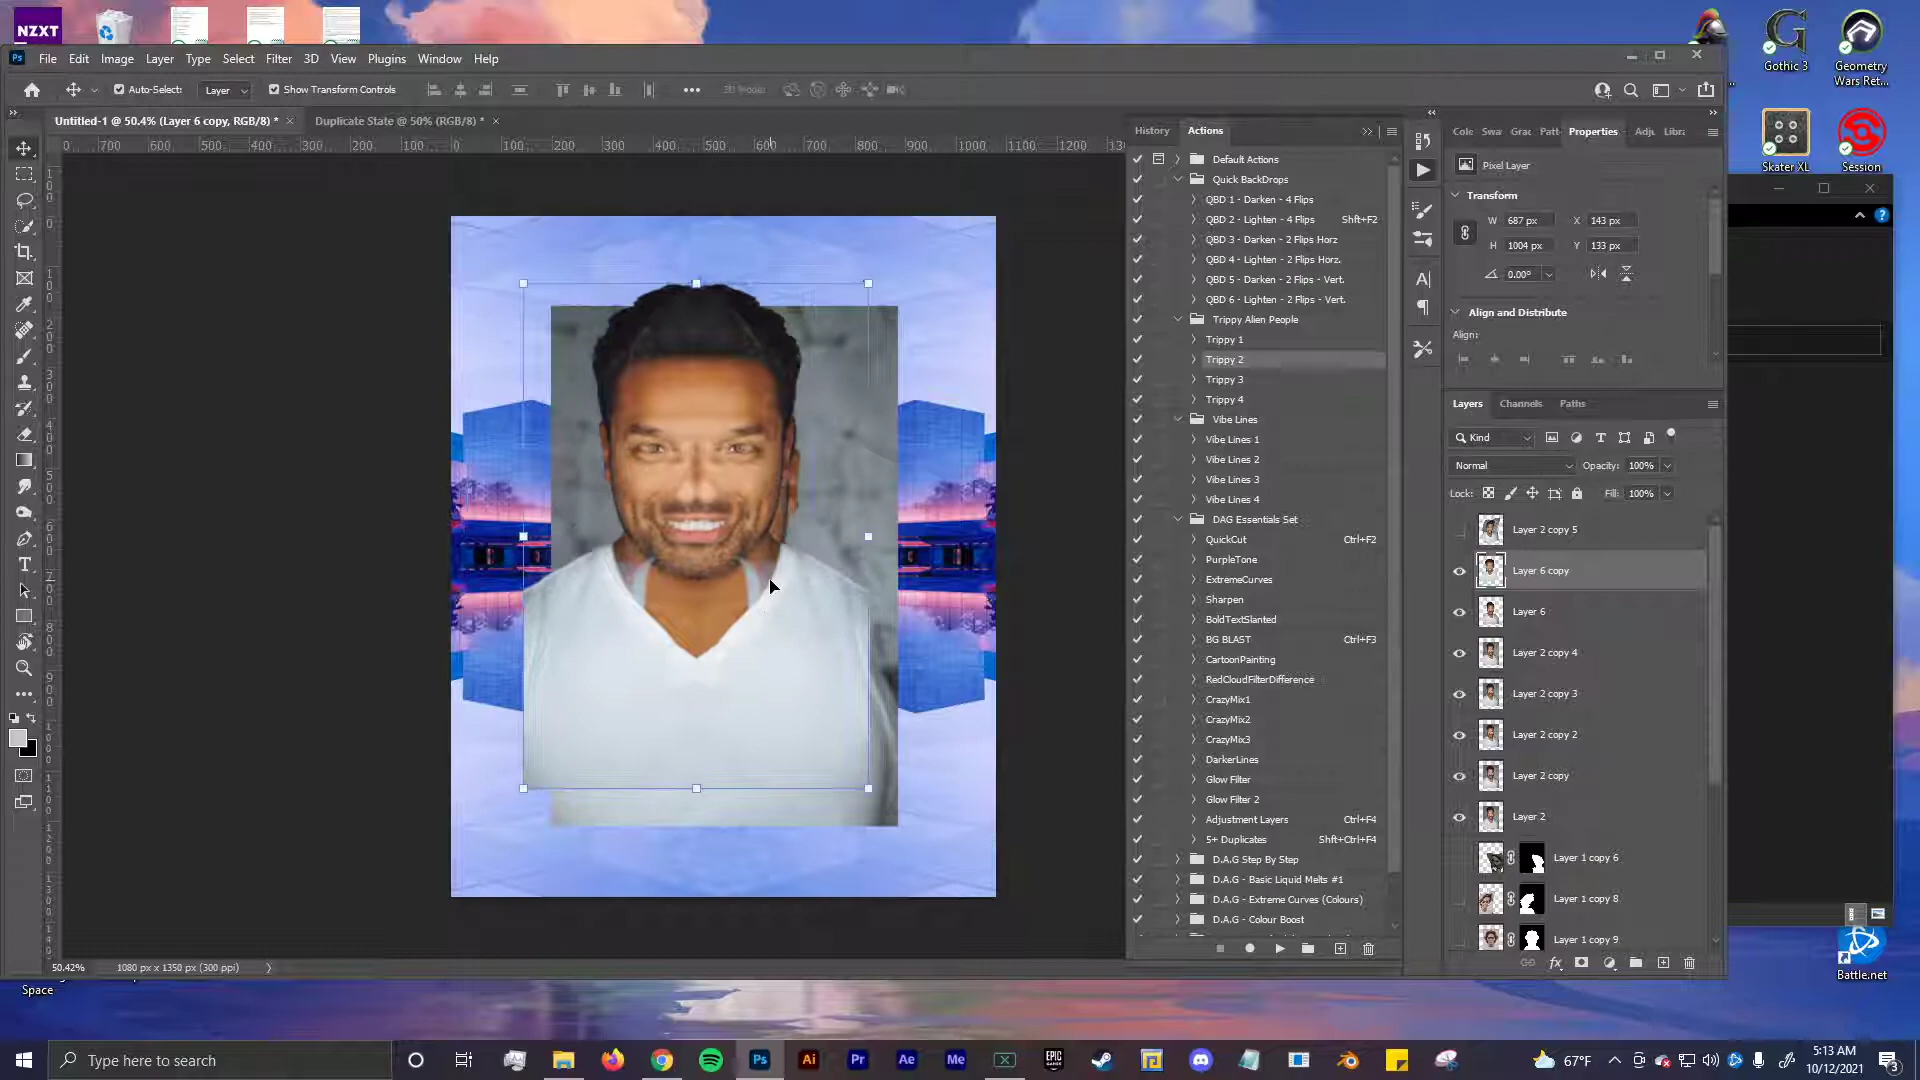 NZXT
Gothic 3
Geometry
Wars Ret...
Ps
File Edit Image Layer Type Select Filter 3D View Plugins Window Help
Auto-Select: Layer Show Transform Controls
Untitled-1 @ 50.4% (Layer 6 copy, RGB/8) *
Duplicate State @ 50% (RGB/8) *
History Actions
Properties
Skater XL
Session
Default Actions
Quick BackDrops
QBD 1 - Darken - 4 Flips
QBD 2 - Lighten - 4 Flips Shft+F2
QBD 3 - Darken - 2 Flips Horz
QBD 4 - Lighten - 2 Flips Horz.
QBD 5 - Darken - 2 Flips - Vert.
QBD 6 - Lighten - 2 Flips - Vert.
Trippy Alien People
Trippy 1
Trippy 2
Trippy 3
Trippy 4
Vibe Lines
Vibe Lines 1
Vibe Lines 2
Vibe Lines 3
Vibe Lines 4
DAG Essentials Set
QuickCut Ctrl+F2
PurpleTone
ExtremeCurves
Sharpen
BoldTextSlanted
BG BLAST Ctrl+F3
CartoonPainting
RedCloudFilterDifference
CrazyMix1
CrazyMix2
CrazyMix3
DarkerLines
Glow Filter
Glow Filter 2
Adjustment Layers Ctrl+F4
5+ Duplicates Shft+Ctrl+F4
D.A.G Step By Step
D.A.G - Basic Liquid Melts #1
D.A.G - Extreme Curves (Colours)
D.A.G - Colour Boost
Pixel Layer
Transform
W 687 px X 143 px
H 1004 px Y 133 px
0.00°
Align and Distribute
Align:
Layers Channels Paths
Kind
Normal Opacity: 100%
Lock: Fill: 100%
Layer 2 copy 5
Layer 6 copy
Layer 6
Layer 2 copy 4
Layer 2 copy 3
Layer 2 copy 2
Layer 2 copy
Layer 2
Layer 1 copy 6
Layer 1 copy 8
Layer 1 copy 9
50.42% 1080 px x 1350 px (300 ppi)
Space
Battle.net
Type here to search
Ps Ai Pr Ae Me
EPIC GAMES
67°F
5:13 AM
10/12/2021
3